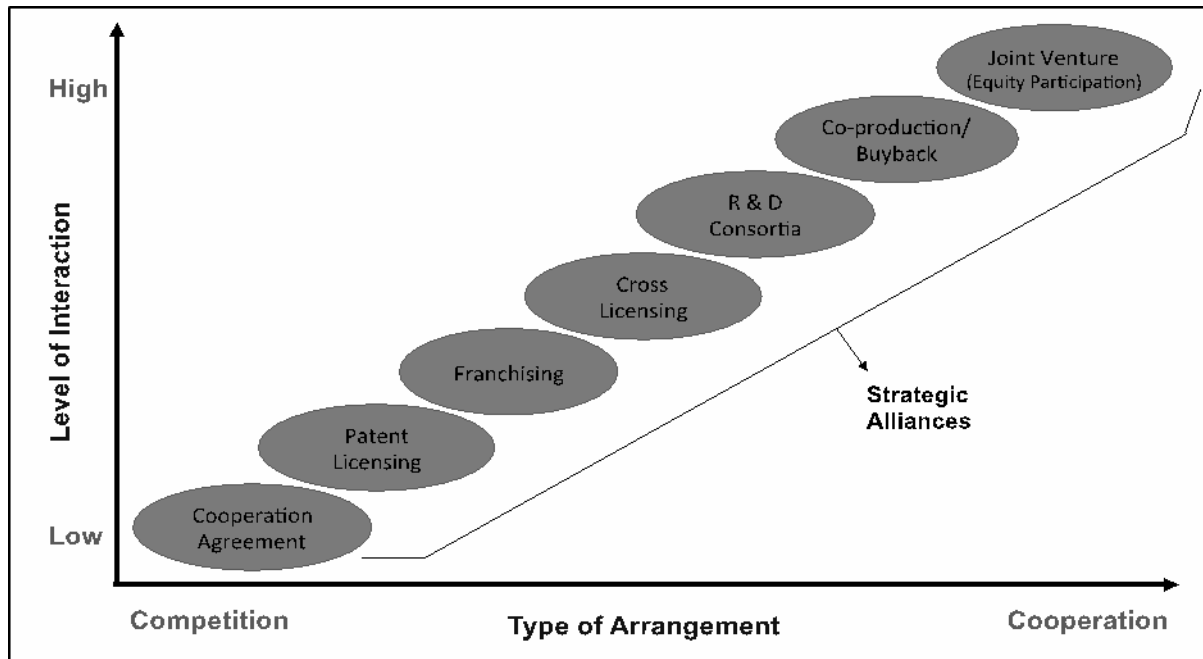 High
Joint Venture
(Equity Participation)
Co-production/
Buyback
R & D
Consortia
Cross
Licensing
Franchising
Patent
Licensing
Cooperation
Agreement
Strategic
Alliances
Level of Interaction
Low
Competition
Type of Arrangement
Cooperation